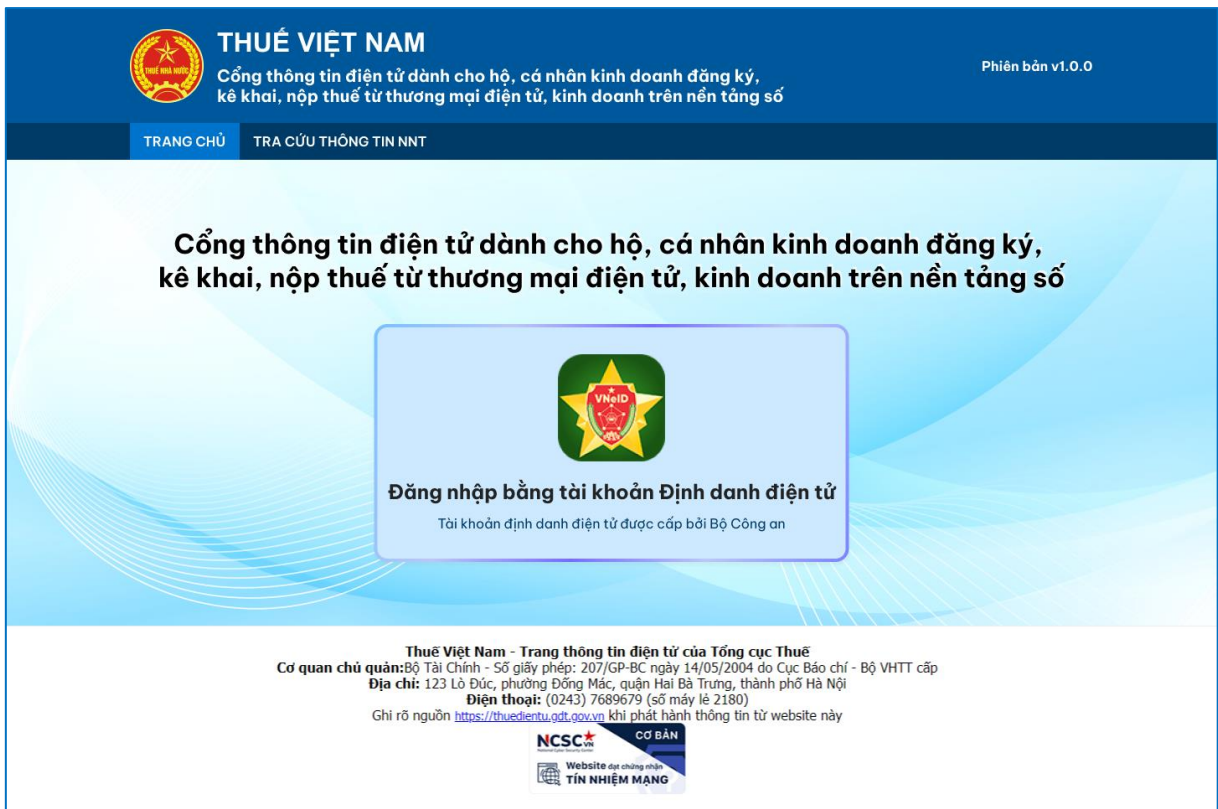 THUẾ NHÀ NƯỚC
THUẾ VIỆT NAM
Cổng thông tin điện tử dành cho hộ, cá nhân kinh doanh đăng ký,
kê khai, nộp thuế từ thương mại điện tử, kinh doanh trên nền tảng số
Phiên bản v1.0.0
TRANG CHỦ TRA CỨU THÔNG TIN NNT
Cổng thông tin điện tử dành cho hộ, cá nhân kinh doanh đăng ký,
kê khai, nộp thuế từ thương mại điện tử, kinh doanh trên nền tảng số
VNeID
Đăng nhập bằng tài khoản Định danh điện tử
Tài khoản định danh điện tử được cấp bởi Bộ Công an
Thuế Việt Nam - Trang thông tin điện tử của Tổng cục Thuế
Cơ quan chủ quản:Bộ Tài Chính - Số giấy phép: 207/GP-BC ngày 14/05/2004 do Cục Báo chí - Bộ VHTT cấp
Địa chỉ: 123 Lò Đúc, phường Đống Mác, quận Hai Bà Trưng, thành phố Hà Nội
Điện thoại: (0243) 7689679 (số máy lẻ 2180)
Ghi rõ nguồn https://thuedientu.gdt.gov.vn khi phát hành thông tin từ website này
NCSC VN
National Cyber Security Center
CƠ BẢN
Website đạt chứng nhận
TÍN NHIỆM MẠNG